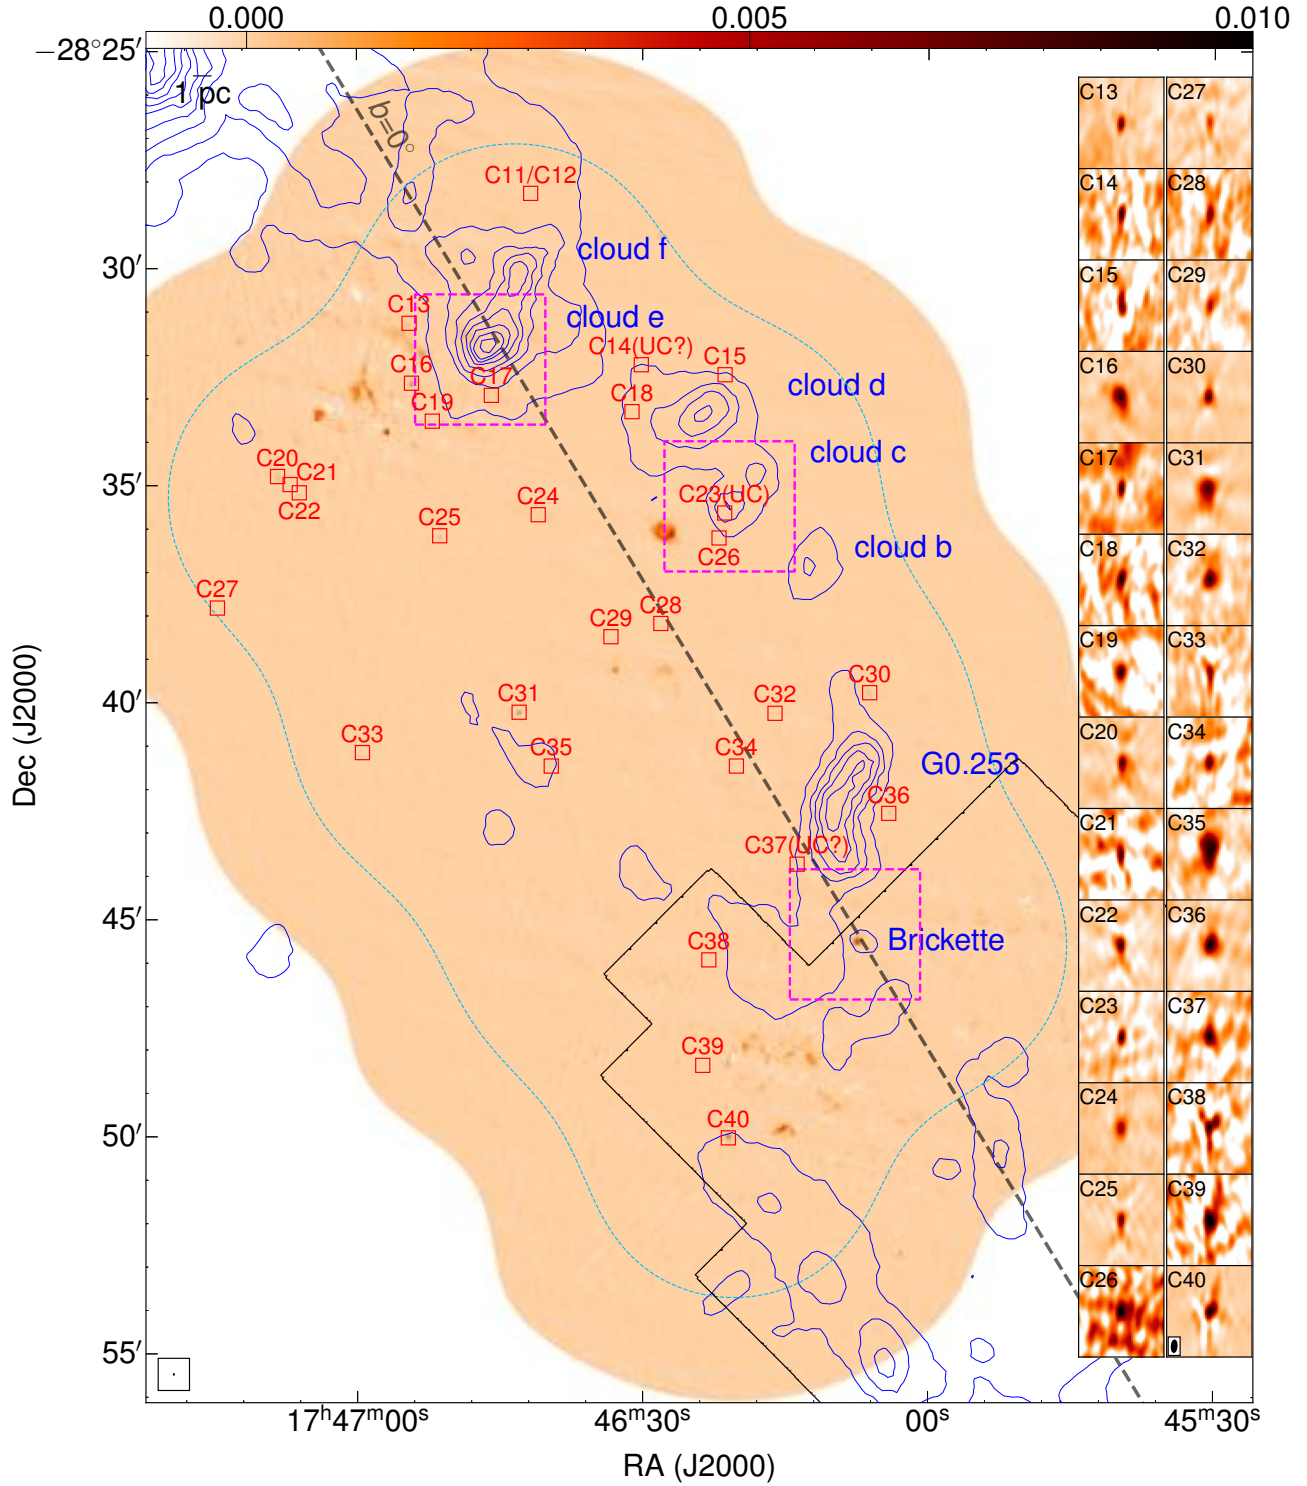 0.000 0.005 0.010
−28°25′
1 pc
b=0°
C11/C12
cloud f
30′
C13
cloud e
C14(UC?)
C15
C16
C17
cloud d
C18
C19
cloud c
C20
C21
35′
C22
C23(UC)
C24
C25
C26
cloud b
C27
C28
C29
C30
40′
C31
C32
C33
C34
C35
G0.253
C36
C37(UC?)
45′
C38
Brickette
C39
C40
50′
55′
C13 C27
C14 C28
C15 C29
C16 C30
C17 C31
C18 C32
C19 C33
C20 C34
C21 C35
C22 C36
C23 C37
C24 C38
C25 C39
C26 C40
17h47m00s 46m30s 00s 45m30s
RA (J2000)
Dec (J2000)